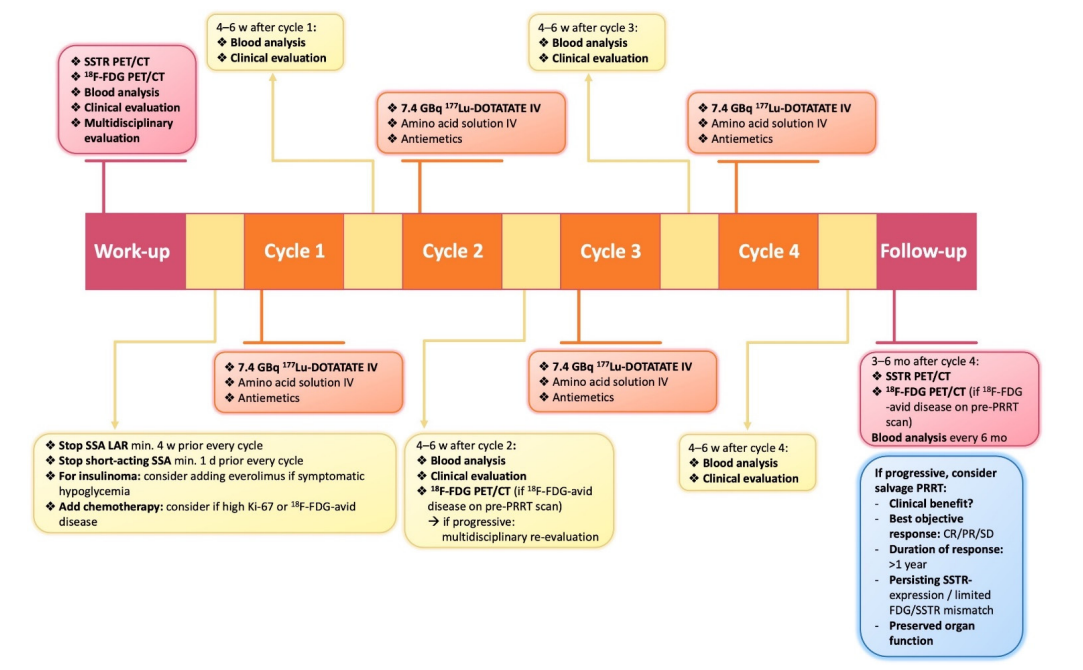 4–6 w after cycle 1:
❖ Blood analysis
❖ Clinical evaluation
4–6 w after cycle 3:
❖ Blood analysis
❖ Clinical evaluation
❖ SSTR PET/CT
❖ ¹⁸F-FDG PET/CT
❖ Blood analysis
❖ Clinical evaluation
❖ Multidisciplinary
evaluation
❖ 7.4 GBq ¹⁷⁷Lu-DOTATATE IV
❖ Amino acid solution IV
❖ Antiemetics
❖ 7.4 GBq ¹⁷⁷Lu-DOTATATE IV
❖ Amino acid solution IV
❖ Antiemetics
Work-up
Cycle 1
Cycle 2
Cycle 3
Cycle 4
Follow-up
❖ 7.4 GBq ¹⁷⁷Lu-DOTATATE IV
❖ Amino acid solution IV
❖ Antiemetics
❖ 7.4 GBq ¹⁷⁷Lu-DOTATATE IV
❖ Amino acid solution IV
❖ Antiemetics
3–6 mo after cycle 4:
❖ SSTR PET/CT
❖ ¹⁸F-FDG PET/CT (if ¹⁸F-FDG
-avid disease on pre-PRRT
scan)
Blood analysis every 6 mo
❖ Stop SSA LAR min. 4 w prior every cycle
❖ Stop short-acting SSA min. 1 d prior every cycle
❖ For insulinoma: consider adding everolimus if symptomatic
hypoglycemia
❖ Add chemotherapy: consider if high Ki-67 or ¹⁸F-FDG-avid
disease
4–6 w after cycle 2:
❖ Blood analysis
❖ Clinical evaluation
❖ ¹⁸F-FDG PET/CT (if ¹⁸F-FDG-avid
disease on pre-PRRT scan)
→ if progressive:
multidisciplinary re-evaluation
4–6 w after cycle 4:
❖ Blood analysis
❖ Clinical evaluation
If progressive, consider
salvage PRRT:
- Clinical benefit?
- Best objective
response: CR/PR/SD
- Duration of response:
>1 year
- Persisting SSTR-
expression / limited
FDG/SSTR mismatch
- Preserved organ
function